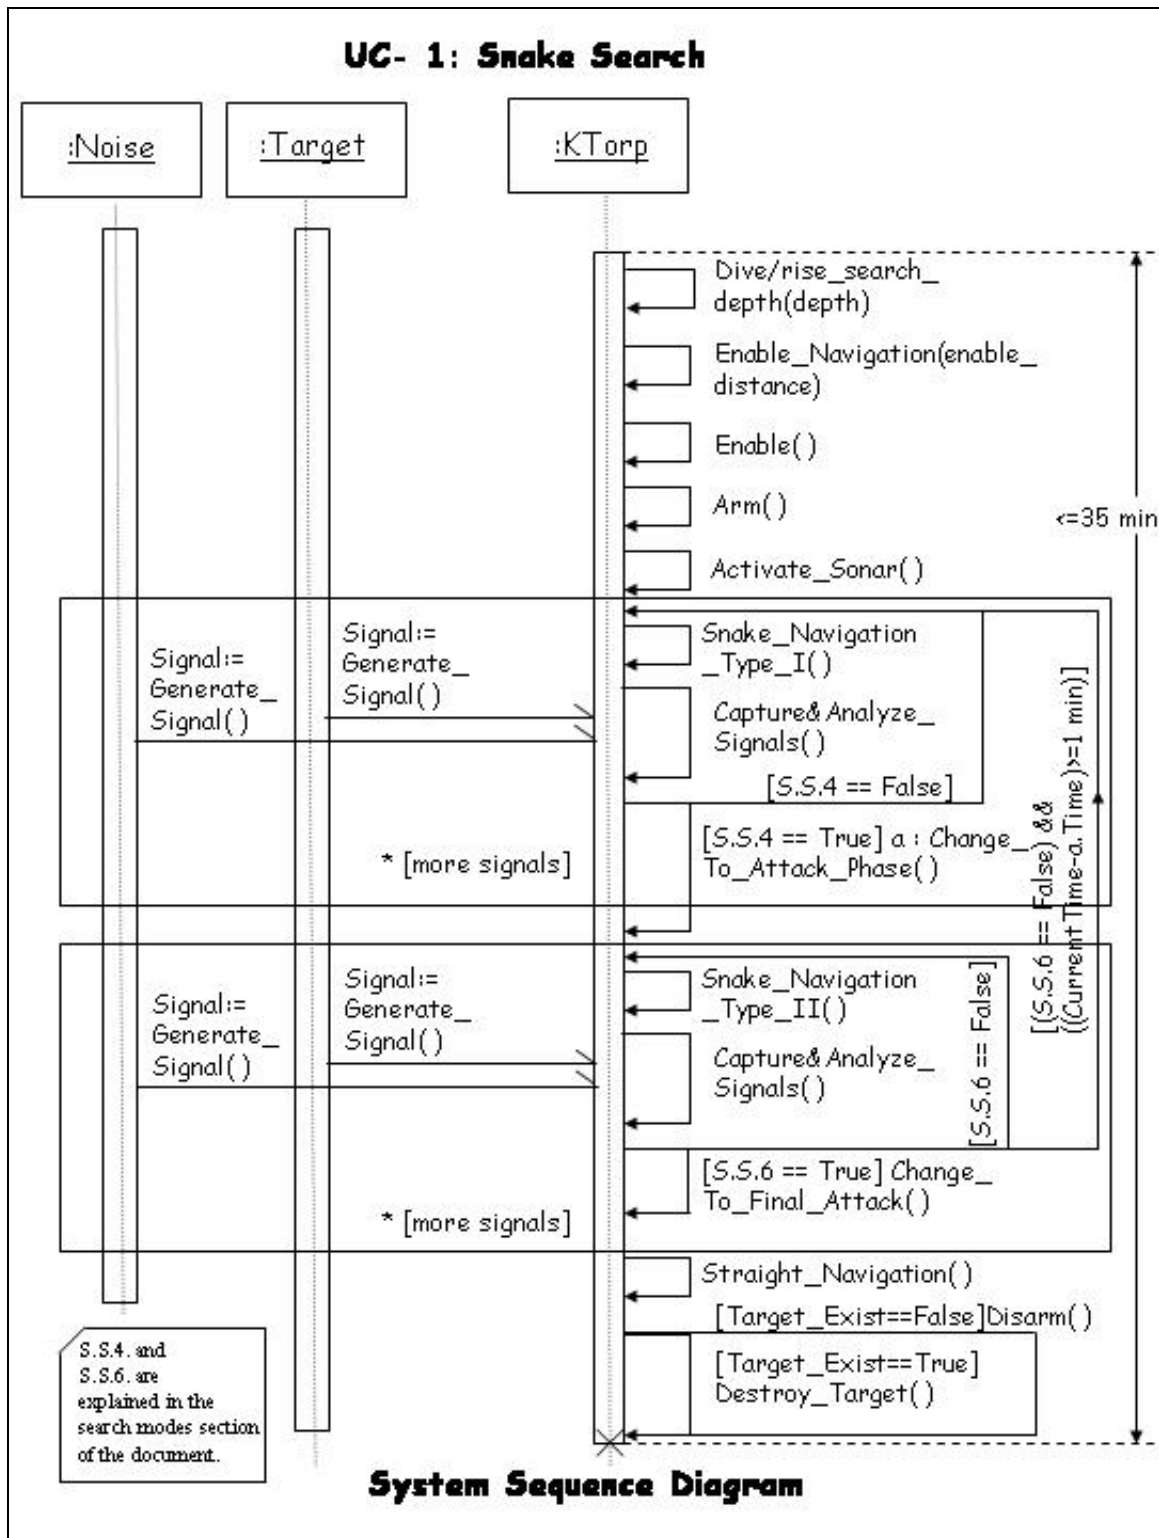 UC- 1: Snake Search
:Noise
:Target
:KTorp
Dive/rise_search_
depth(depth)
Enable_Navigation(enable_
distance)
Enable( )
Arm( )
<=35 min
Activate_Sonar( )
Signal:=
Generate_
Signal( )
Signal:=
Generate_
Signal( )
Snake_Navigation
_Type_I( )
Capture&Analyze_
Signals( )
[S.S.4 == False]
[S.S.4 == True] a : Change_
To_Attack_Phase( )
* [more signals]
[(S.S.6 == False) &&
((Current Time-a.Time)>=1 min)]
Signal:=
Generate_
Signal( )
Signal:=
Generate_
Signal( )
Snake_Navigation
_Type_II( )
Capture&Analyze_
Signals( )
[S.S.6 == False]
[S.S.6 == True] Change_
To_Final_Attack( )
* [more signals]
Straight_Navigation( )
[Target_Exist==False]Disarm( )
[Target_Exist==True]
Destroy_Target( )
S.S.4. and
S.S.6. are
explained in the
search modes section
of the document.
System Sequence Diagram